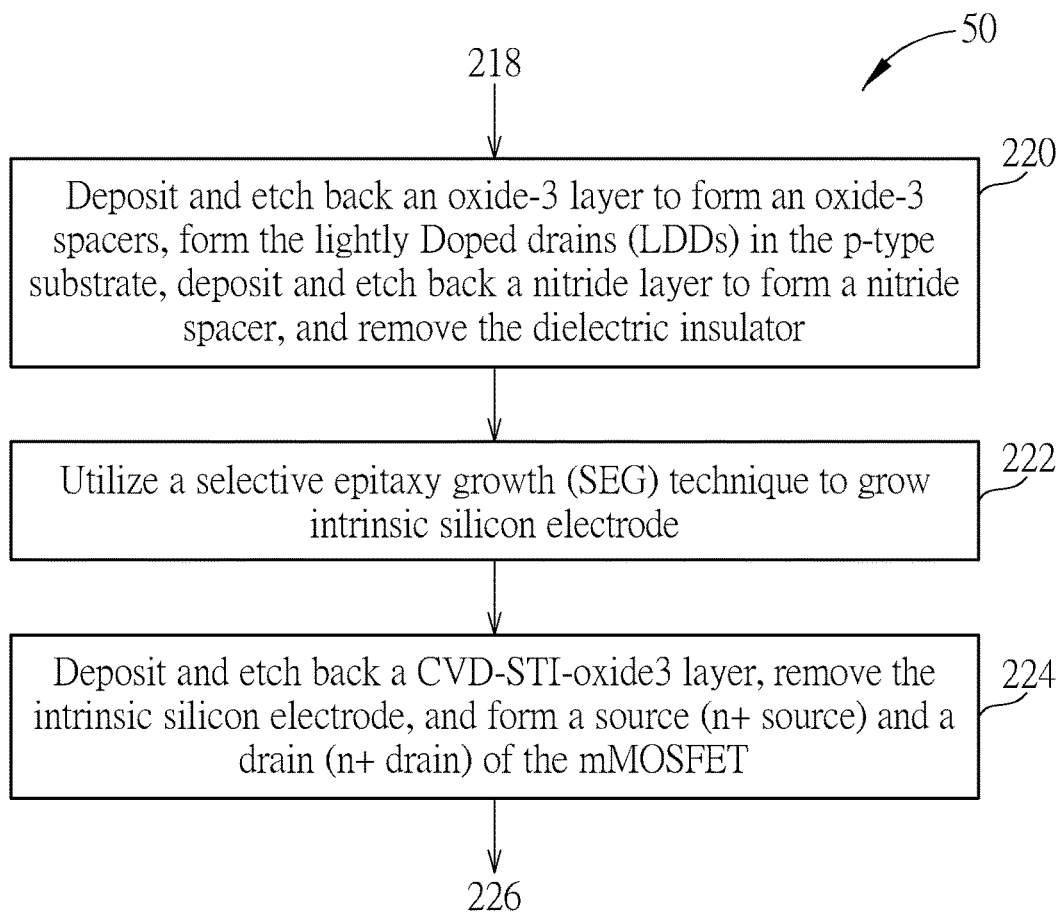 50
218
220
Deposit and etch back an oxide-3 layer to form an oxide-3
spacers, form the lightly Doped drains (LDDs) in the p-type
substrate, deposit and etch back a nitride layer to form a nitride
spacer, and remove the dielectric insulator
222
Utilize a selective epitaxy growth (SEG) technique to grow
intrinsic silicon electrode
224
Deposit and etch back a CVD-STI-oxide3 layer, remove the
intrinsic silicon electrode, and form a source (n+ source) and a
drain (n+ drain) of the mMOSFET
226